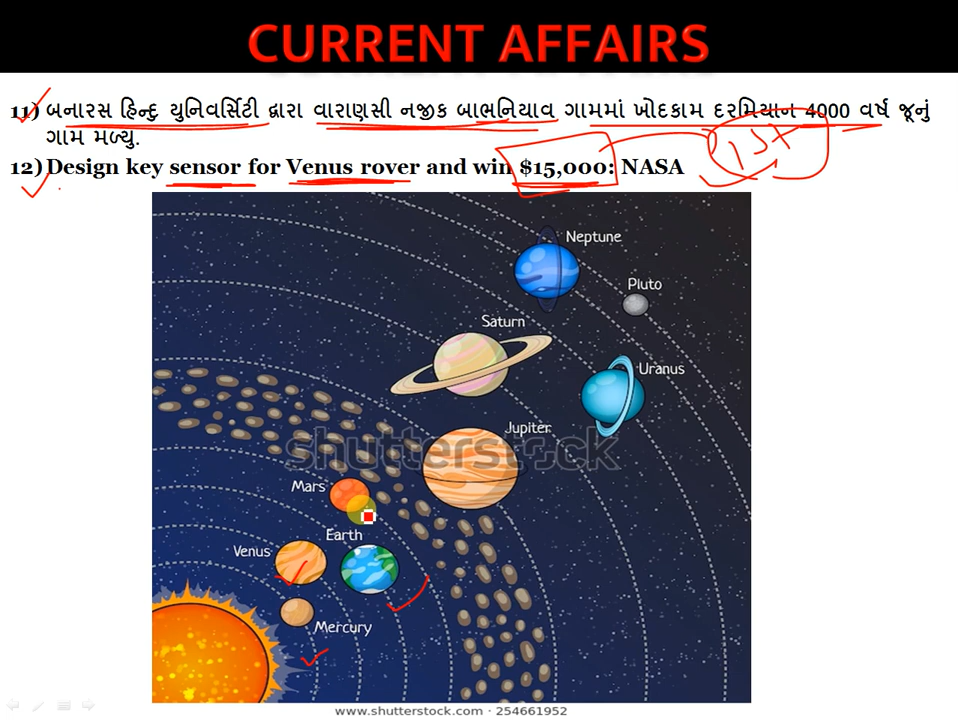 CURRENT AFFAIRS
11) બનારસ હિન્દુ યુનિવર્સિટી દ્વારા વારાણસી નજીક બાભનિયાવ ગામમાં ખોદકામ દરમિયાન 4000 વર્ષ જૂનું
ગામ મળ્યુ.
12) Design key sensor for Venus rover and win $15,000: NASA
Neptune
Pluto
Saturn
Uranus
Jupiter
shutterstock
Mars
Earth
Venus
Mercury
www.shutterstock.com · 254661952